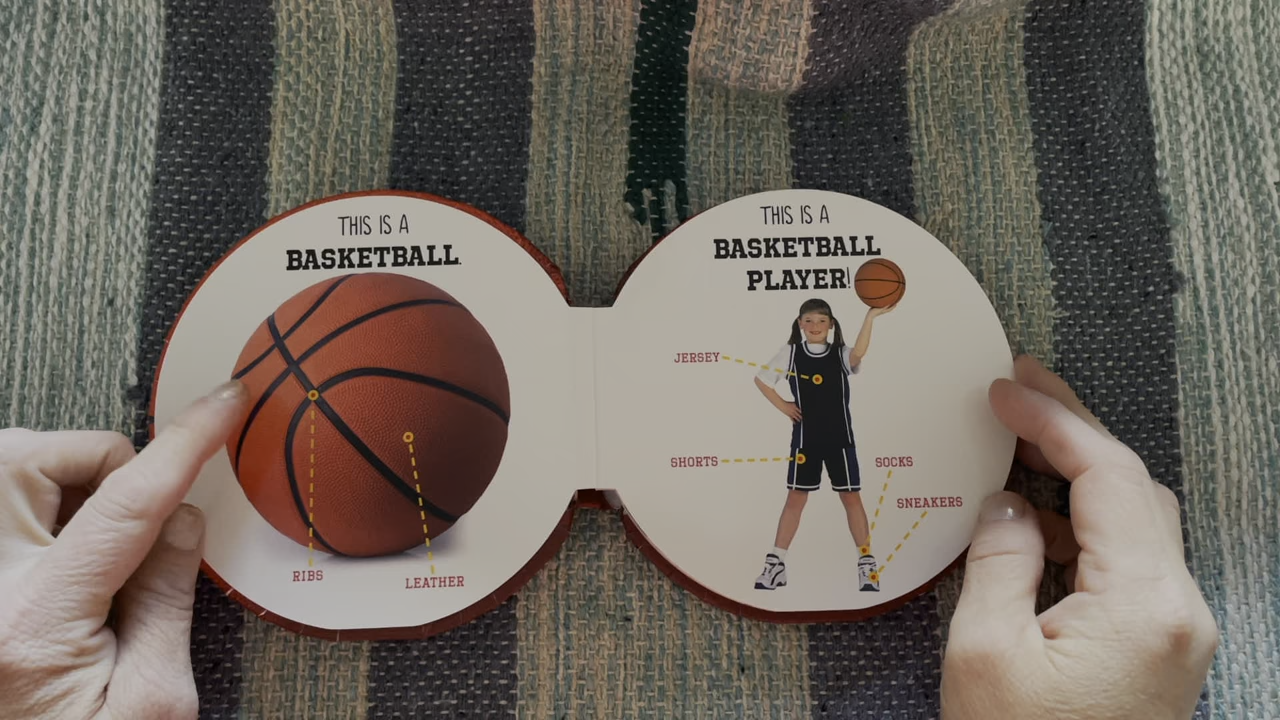 THIS IS A
BASKETBALL.
RIBS
LEATHER
THIS IS A
BASKETBALL
PLAYER!
JERSEY
SHORTS
SOCKS
SNEAKERS